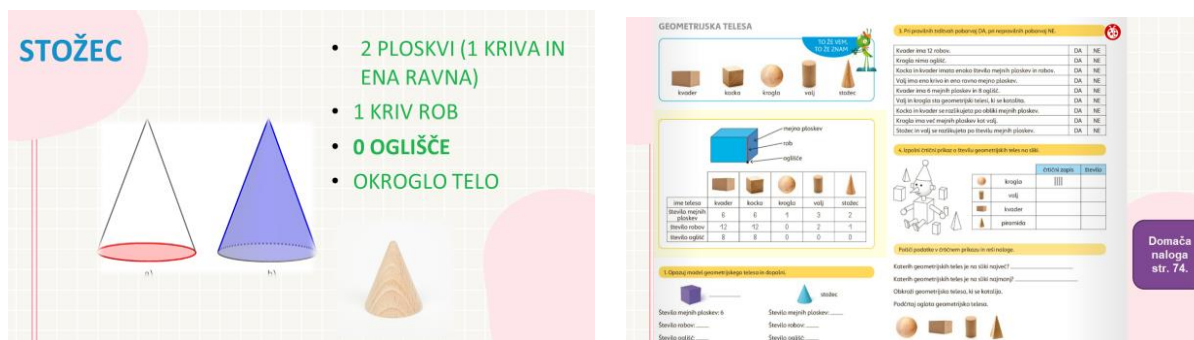 STOŽEC
• 2 PLOSKVI (1 KRIVA IN
ENA RAVNA)
• 1 KRIV ROB
• 0 OGLIŠČE
• OKROGLO TELO
a)
b)
GEOMETRIJSKA TELESA
TO ŽE VEM,
TO ŽE ZNAM
kvader kocka krogla valj stožec
mejna ploskev
rob
oglišče
ime telesa kvader kocka krogla valj stožec
število mejnih ploskev 6 6 1 3 2
število robov 12 12 0 2 1
število oglišč 8 8 0 0 0
1. Opazuj model geometrijskega telesa in dopolni.
stožec
Število mejnih ploskev: 6
Število mejnih ploskev:
Število robov:
Število robov:
Število oglišč:
Število oglišč:
3. Pri pravilnih trditvah pobarvaj DA, pri nepravilnih pobarvaj NE.
Kvader ima 12 robov. DA NE
Krogla nima oglišč. DA NE
Kocka in kvader imata enako število mejnih ploskev in robov. DA NE
Valj ima eno krivo in eno ravno mejno ploskev. DA NE
Kvader ima 6 mejnih ploskev in 8 oglišč. DA NE
Valj in krogla sta geometrijski telesi, ki se kotalita. DA NE
Kocka in kvader se razlikujeta po obliki mejnih ploskev. DA NE
Krogla ima več mejnih ploskev kot valj. DA NE
Stožec in valj se razlikujeta po številu mejnih ploskev. DA NE
4. Izpolni črtični prikaz o številu geometrijskih teles na sliki.
črtični zapis število
krogla
valj
kvader
piramida
Poišči podatke v črtičnem prikazu in reši naloge.
Katerih geometrijskih teles je na sliki največ?
Katerih geometrijskih teles je na sliki najmanj?
Obkroži geometrijska telesa, ki se kotalijo.
Podčrtaj oglata geometrijska telesa.
Domača
naloga
str. 74.